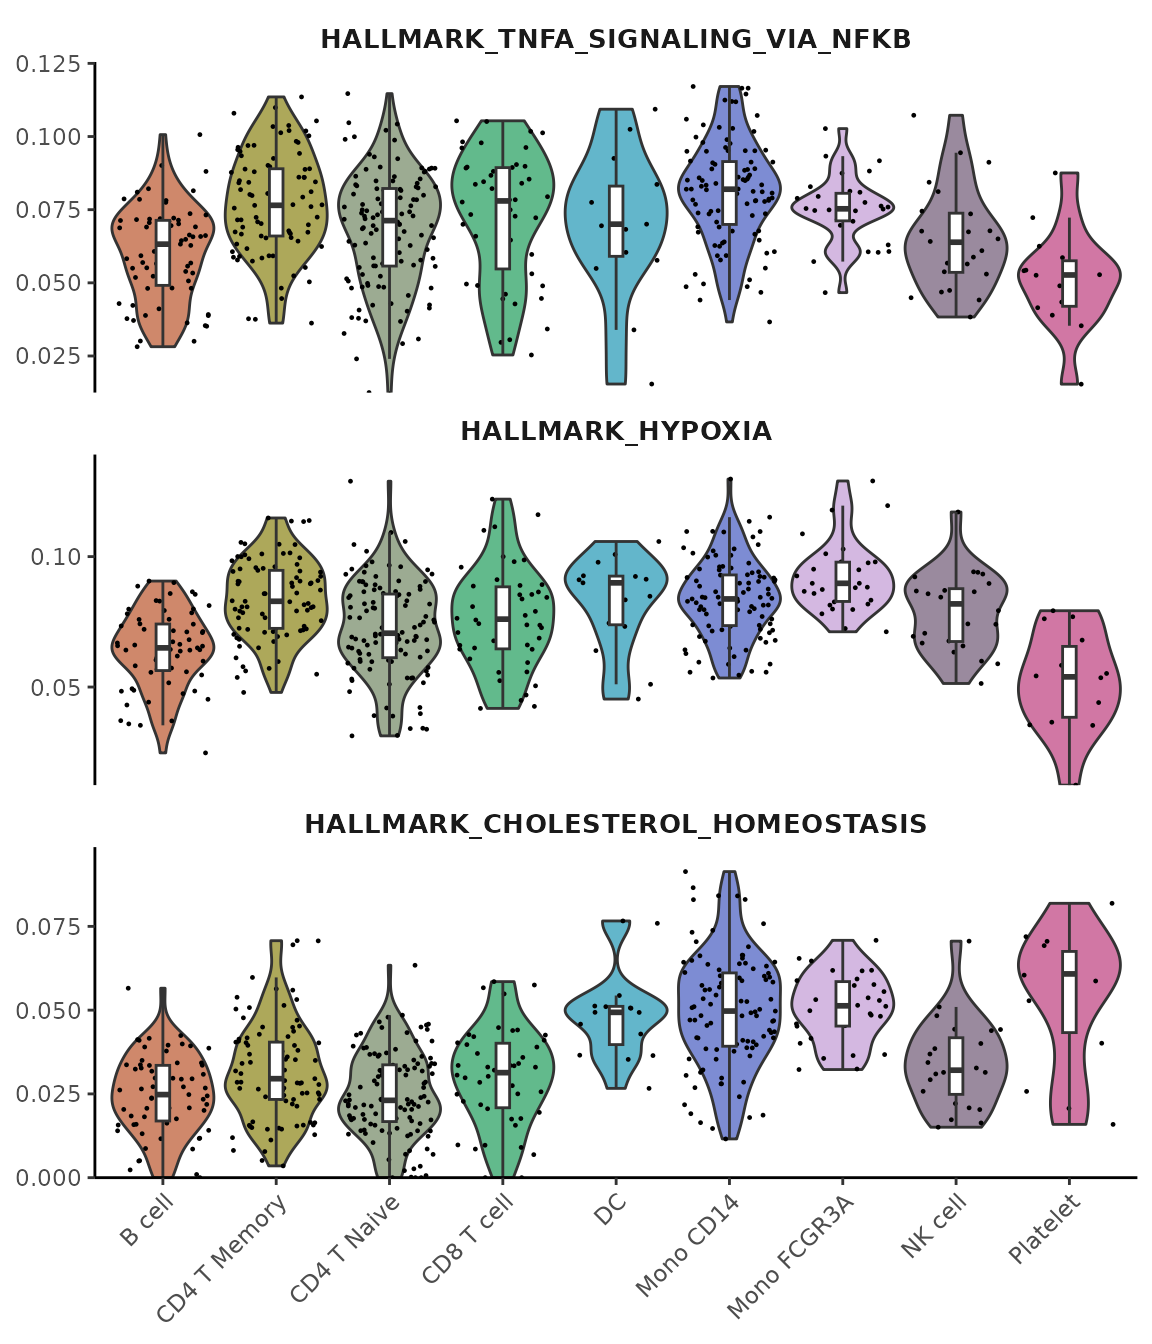 HALLMARK_TNFA_SIGNALING_VIA_NFKB
0.125
0.100
0.075
0.050
0.025
HALLMARK_HYPOXIA
0.10
0.05
HALLMARK_CHOLESTEROL_HOMEOSTASIS
0.075
0.050
0.025
0.000
B cell
CD4 T Memory
CD4 T Naive
CD8 T cell
DC
Mono CD14
Mono FCGR3A
NK cell
Platelet